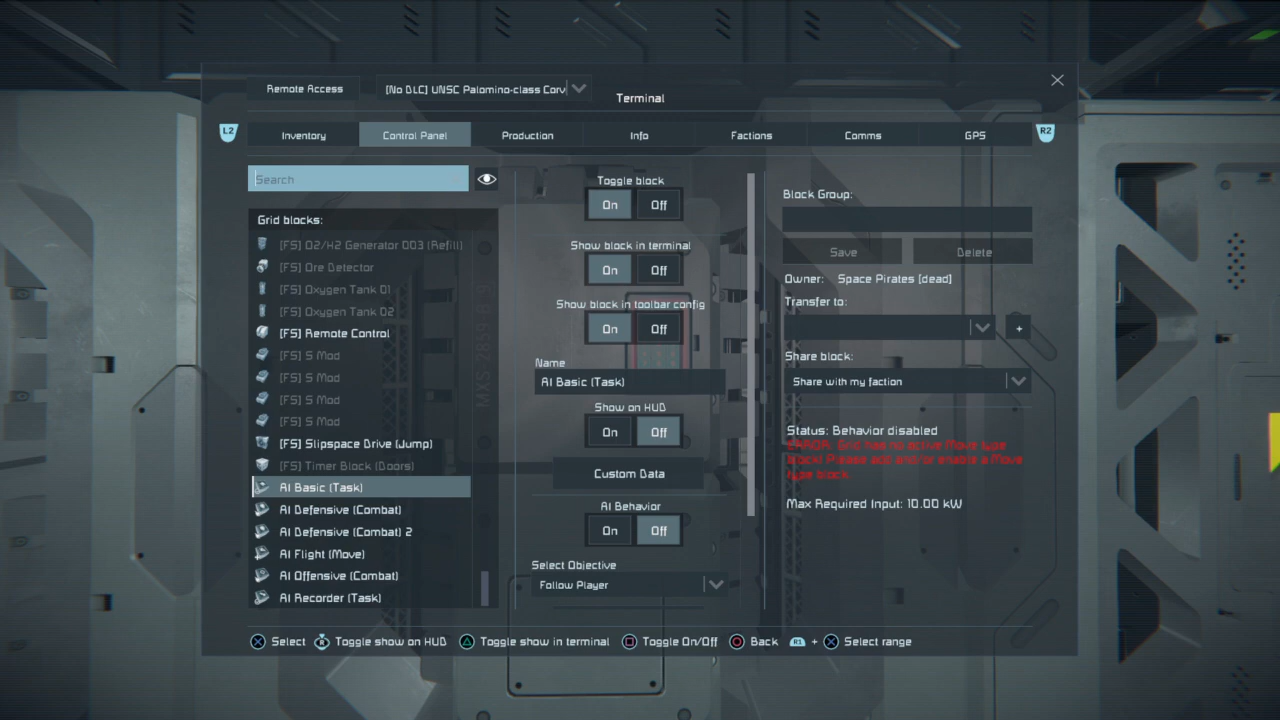 Remote Access
[No DLC] UNSC Palomino-class Corv
Terminal
L2
Inventory
Control Panel
Production
Info
Factions
Comms
GPS
R2
Search
Grid blocks:
[FS] O2/H2 Generator 003 (Refill)
[FS] Ore Detector
[FS] Oxygen Tank 01
[FS] Oxygen Tank 02
[FS] Remote Control
[FS] S Mod
[FS] S Mod
[FS] S Mod
[FS] S Mod
[FS] Slipspace Drive (Jump)
[FS] Timer Block (Doors)
AI Basic (Task)
AI Defensive (Combat)
AI Defensive (Combat) 2
AI Flight (Move)
AI Offensive (Combat)
AI Recorder (Task)
Toggle block
On Off
Show block in terminal
On Off
Show block in toolbar config
On Off
Name
AI Basic (Task)
Show on HUD
On Off
Custom Data
AI Behavior
On Off
Select Objective
Follow Player
Block Group:
Save Delete
Owner: Space Pirates [dead]
Transfer to:
+
Share block:
Share with my faction
Status: Behavior disabled
ERROR: Grid has no active Move type
block! Please add and/or enable a Move
type block.
Max Required Input: 10.00 kW
Select Toggle show on HUD Toggle show in terminal Toggle On/Off Back R1 + Select range